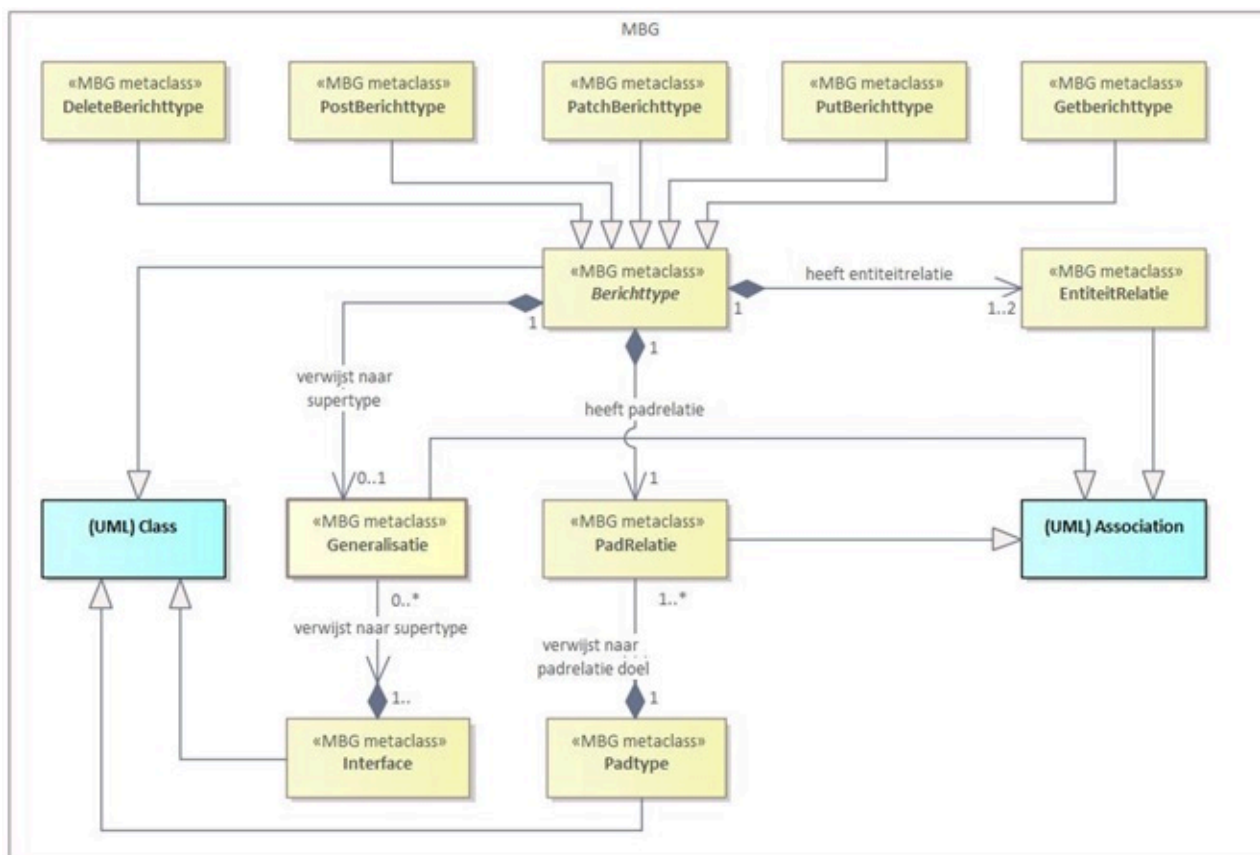 MBG
«MBG metaclass»
DeleteBerichttype
«MBG metaclass»
PostBerichttype
«MBG metaclass»
PatchBerichttype
«MBG metaclass»
PutBerichttype
«MBG metaclass»
Getberichttype
«MBG metaclass»
Berichttype
heeft entiteitrelatie
«MBG metaclass»
EntiteitRelatie
1
1
1..2
1
verwijst naar
supertype
heeft padrelatie
0..1
1
(UML) Class
«MBG metaclass»
Generalisatie
«MBG metaclass»
PadRelatie
(UML) Association
0..*
1..*
verwijst naar supertype
verwijst naar
padrelatie doel
1..
1
«MBG metaclass»
Interface
«MBG metaclass»
Padtype